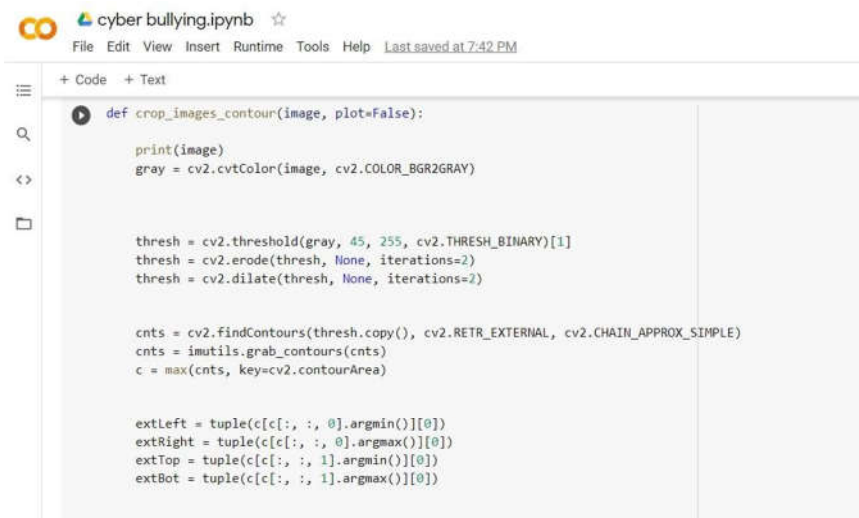 cyber bullying.ipynb
File Edit View Insert Runtime Tools Help Last saved at 7:42 PM
+ Code + Text
def crop_images_contour(image, plot=False):
print(image)
gray = cv2.cvtColor(image, cv2.COLOR_BGR2GRAY)
thresh = cv2.threshold(gray, 45, 255, cv2.THRESH_BINARY)[1]
thresh = cv2.erode(thresh, None, iterations=2)
thresh = cv2.dilate(thresh, None, iterations=2)
cnts = cv2.findContours(thresh.copy(), cv2.RETR_EXTERNAL, cv2.CHAIN_APPROX_SIMPLE)
cnts = imutils.grab_contours(cnts)
c = max(cnts, key=cv2.contourArea)
extLeft = tuple(c[c[:, :, 0].argmin()][0])
extRight = tuple(c[c[:, :, 0].argmax()][0])
extTop = tuple(c[c[:, :, 1].argmin()][0])
extBot = tuple(c[c[:, :, 1].argmax()][0])